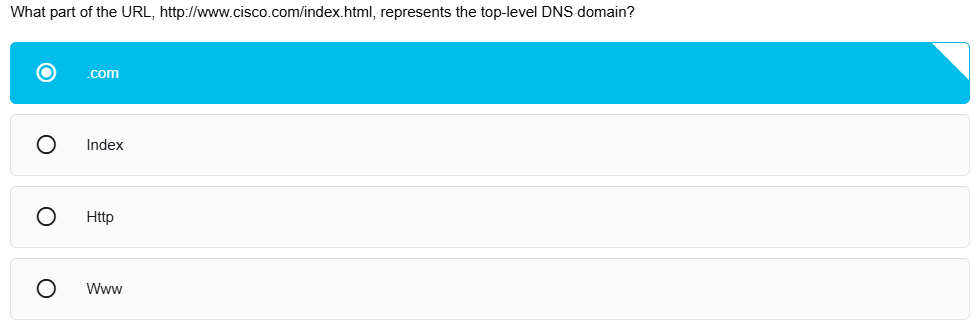 What part of the URL, http://www.cisco.com/index.html, represents the top-level DNS domain?
.com
Index
Http
Www